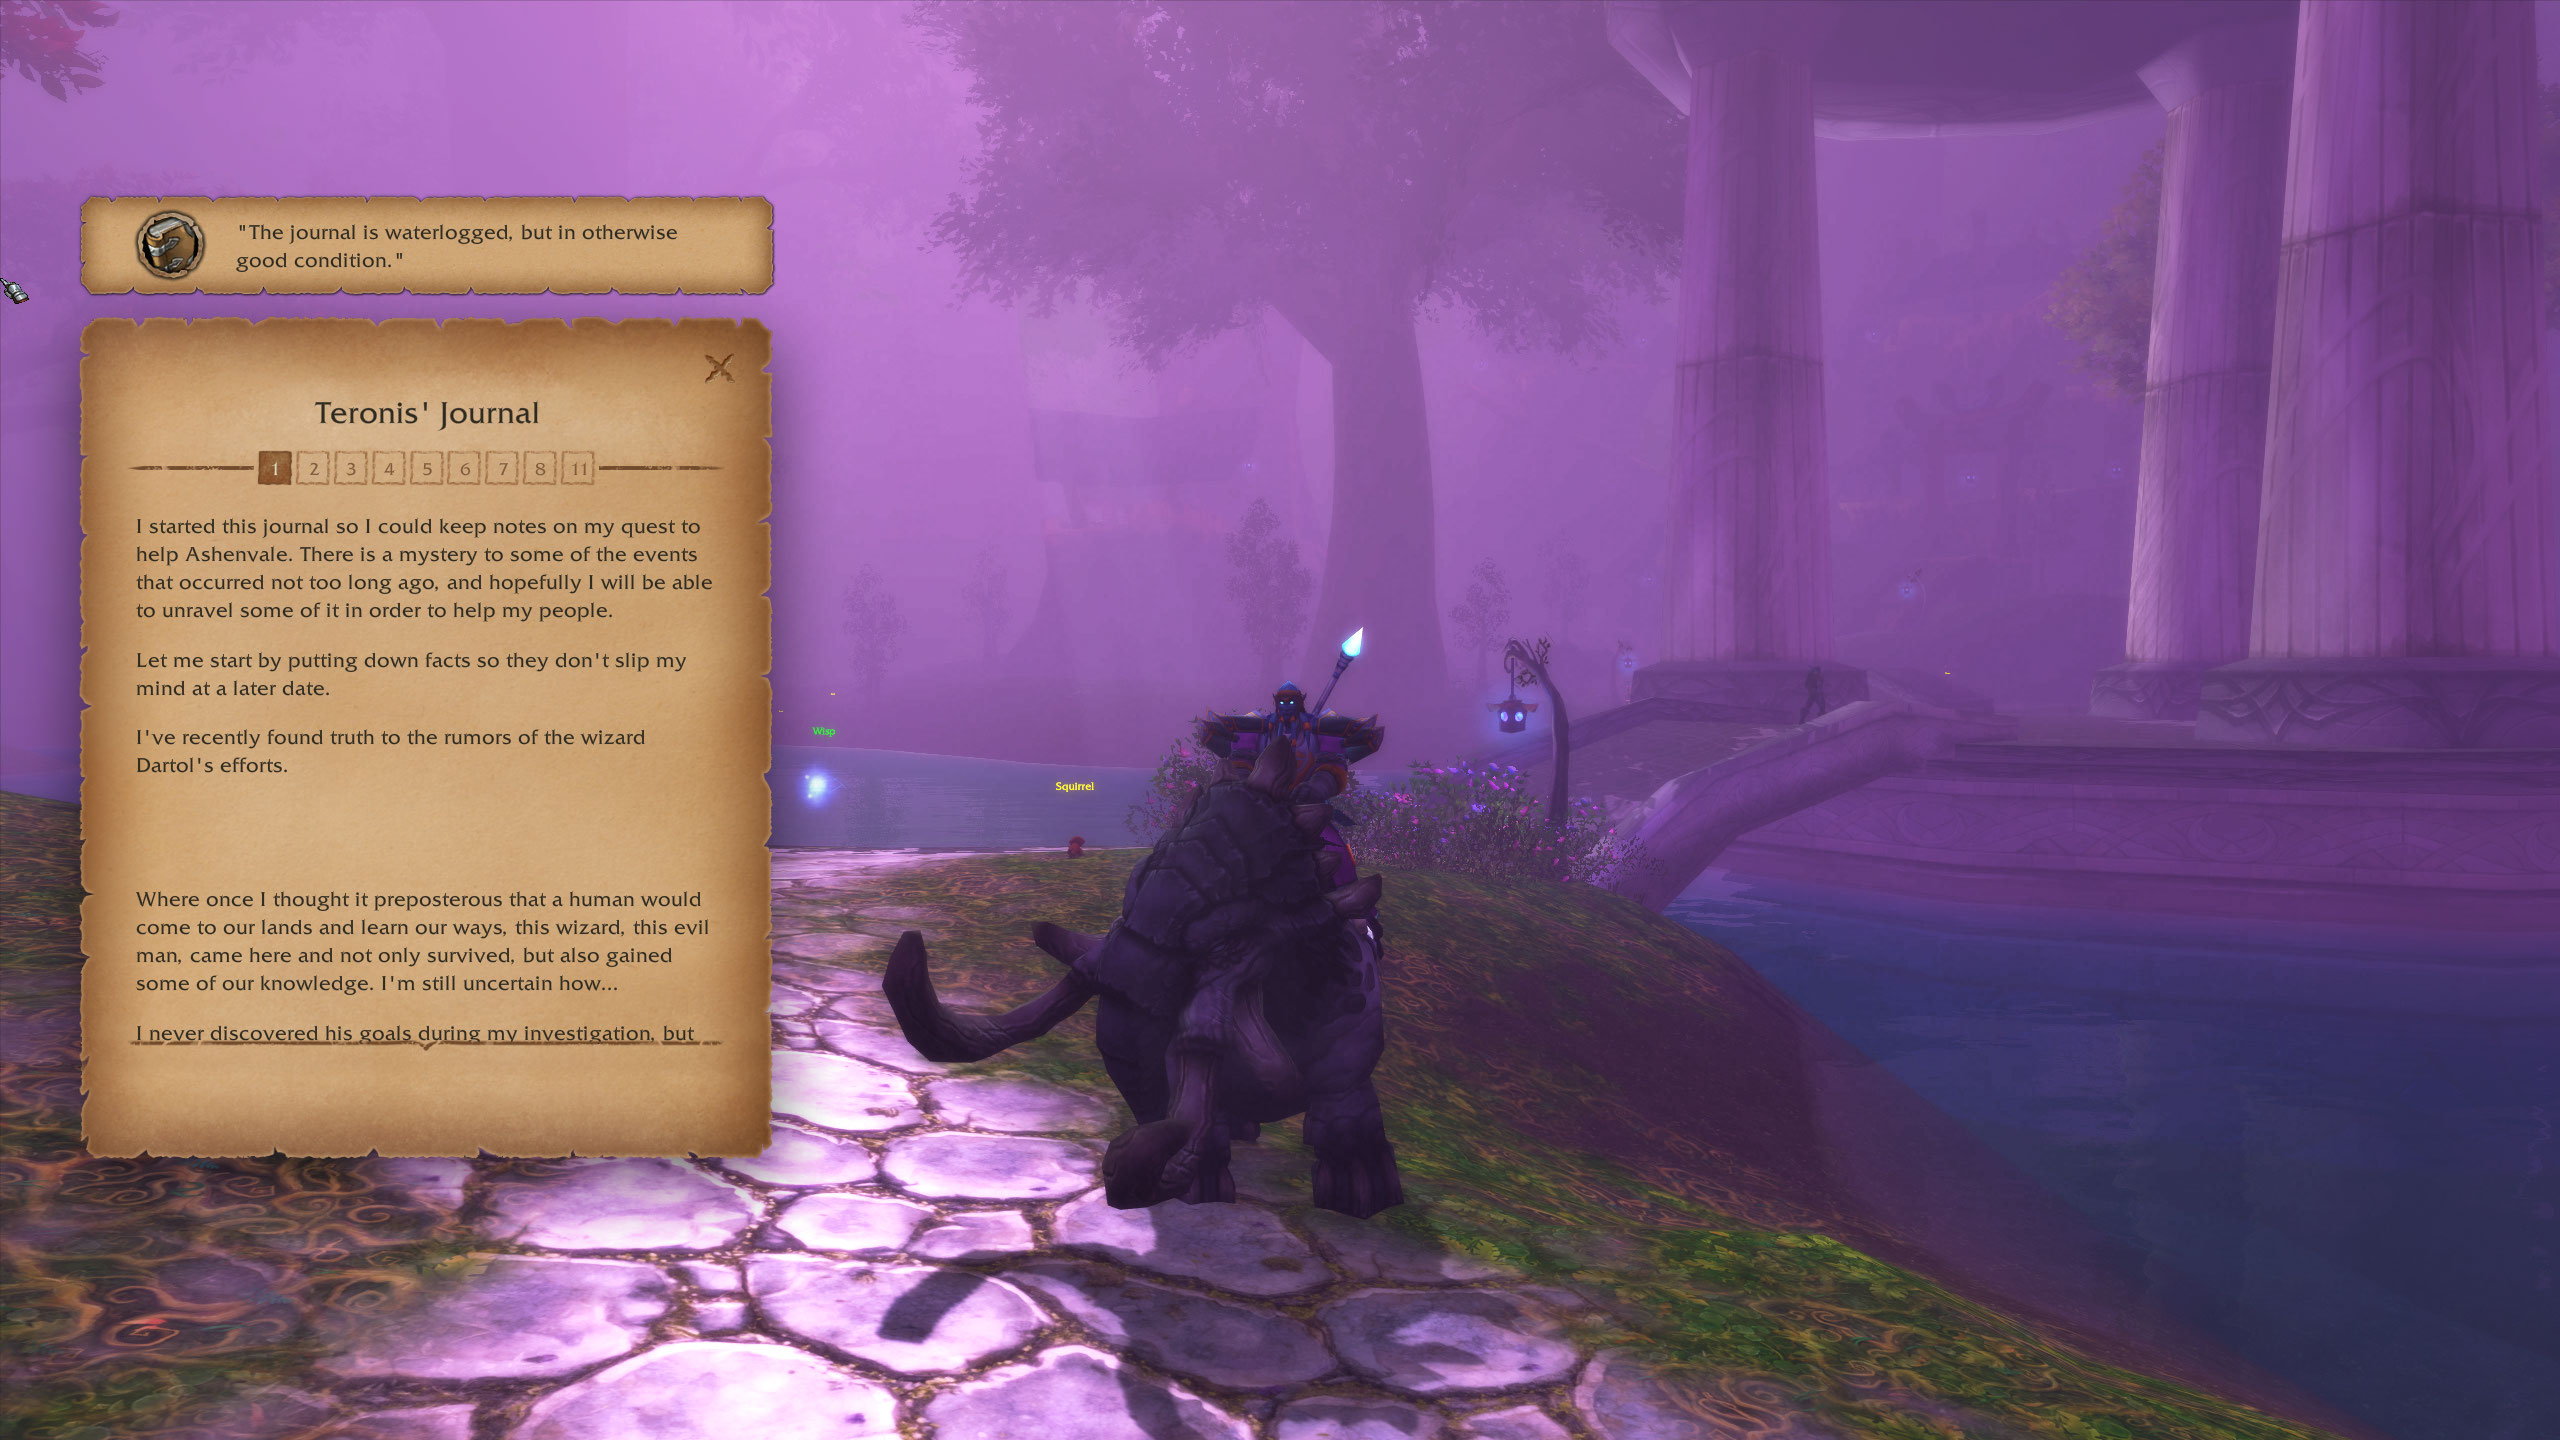 "The journal is waterlogged, but in otherwise
good condition."
Teronis' Journal
1 2 3 4 5 6 7 8 11
I started this journal so I could keep notes on my quest to
help Ashenvale. There is a mystery to some of the events
that occurred not too long ago, and hopefully I will be able
to unravel some of it in order to help my people.
Let me start by putting down facts so they don't slip my
mind at a later date.
I've recently found truth to the rumors of the wizard
Dartol's efforts.
Where once I thought it preposterous that a human would
come to our lands and learn our ways, this wizard, this evil
man, came here and not only survived, but also gained
some of our knowledge. I'm still uncertain how...
I never discovered his goals during my investigation, but
Wisp
Squirrel